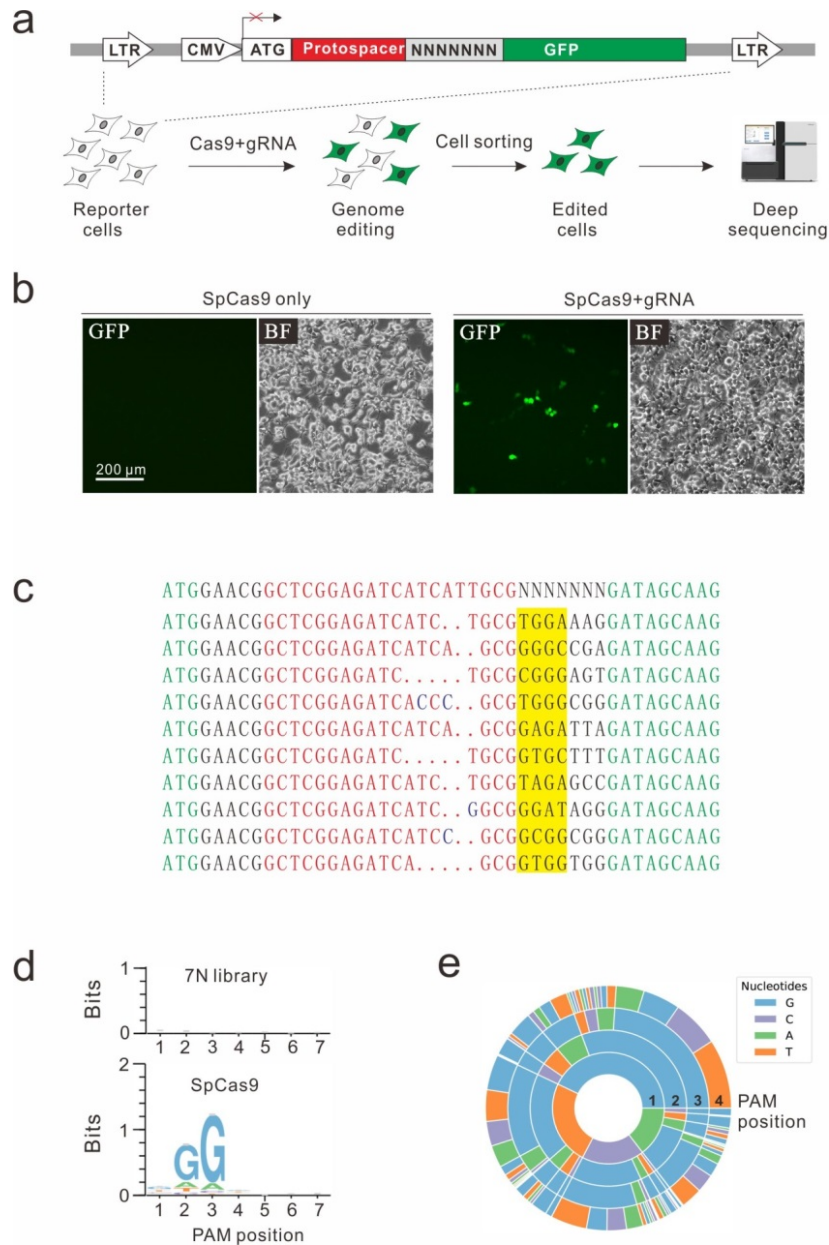 a
LTR CMV ATG Protospacer NNNNNNN GFP LTR
Cas9+gRNA
Cell sorting
Reporter cells
Genome editing
Edited cells
Deep sequencing
b
SpCas9 only
SpCas9+gRNA
GFP
BF
GFP
BF
200 μm
c
ATGGAACGGCTCGGAGATCATCATTGCGNNNNNNNGATAGCAAG
ATGGAACGGCTCGGAGATCATC..TGCGTGGAAAGGATAGCAAG
ATGGAACGGCTCGGAGATCATCA..GCGGGGCCGAGATAGCAAG
ATGGAACGGCTCGGAGATC.....TGCGCGGGAGTGATAGCAAG
ATGGAACGGCTCGGAGATCACCC..GCGTGGGCGGGATAGCAAG
ATGGAACGGCTCGGAGATCATCA..GCGGAGATTAGATAGCAAG
ATGGAACGGCTCGGAGATC.....TGCGGTGCTTTGATAGCAAG
ATGGAACGGCTCGGAGATCATC..TGCGTAGAGCCGATAGCAAG
ATGGAACGGCTCGGAGATCATC..GGCGGGATAGGGATAGCAAG
ATGGAACGGCTCGGAGATCATCC..GCGGCGGCGGGATAGCAAG
ATGGAACGGCTCGGAGATCA.....GCGGTGGTGGGATAGCAAG
d
7N library
Bits
1
0
1 2 3 4 5 6 7
SpCas9
Bits
2
1
0
G G
1 2 3 4 5 6 7
PAM position
e
Nucleotides
G
C
A
T
1 2 3 4
PAM position